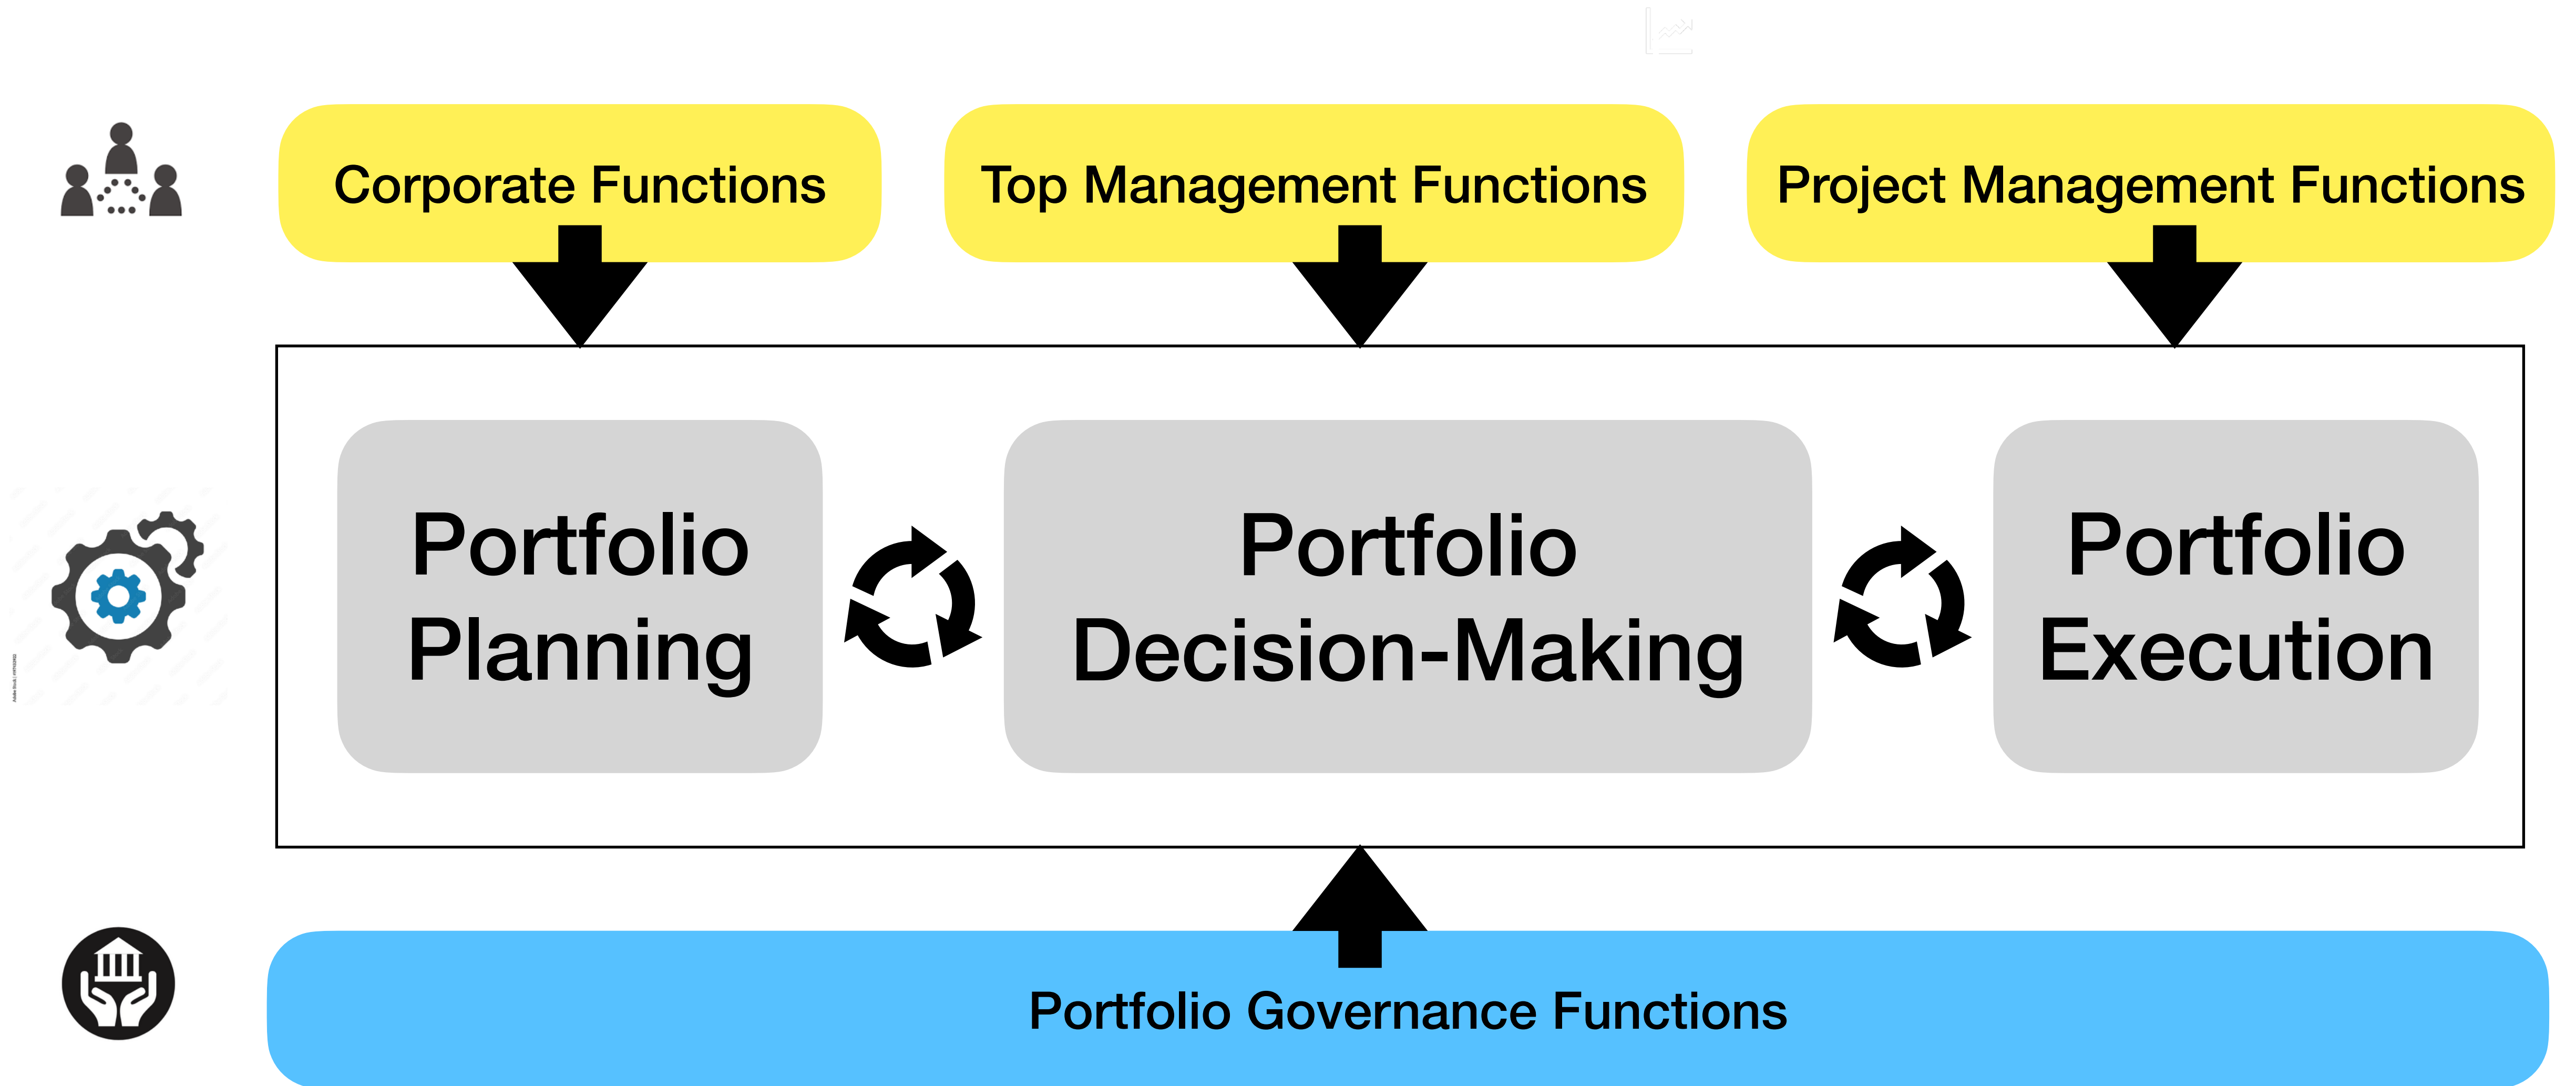 Corporate Functions
Top Management Functions
Project Management Functions
Portfolio
Planning
Portfolio
Decision-Making
Portfolio
Execution
Portfolio Governance Functions